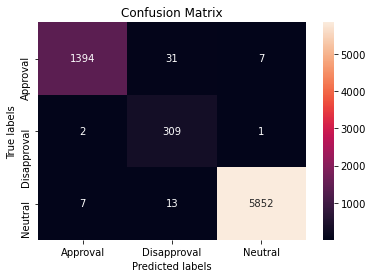 Confusion Matrix
True labels
Approval
Disapproval
Neutral
1394 31 7
2 309 1
7 13 5852
Approval Disapproval Neutral
Predicted labels
5000
4000
3000
2000
1000